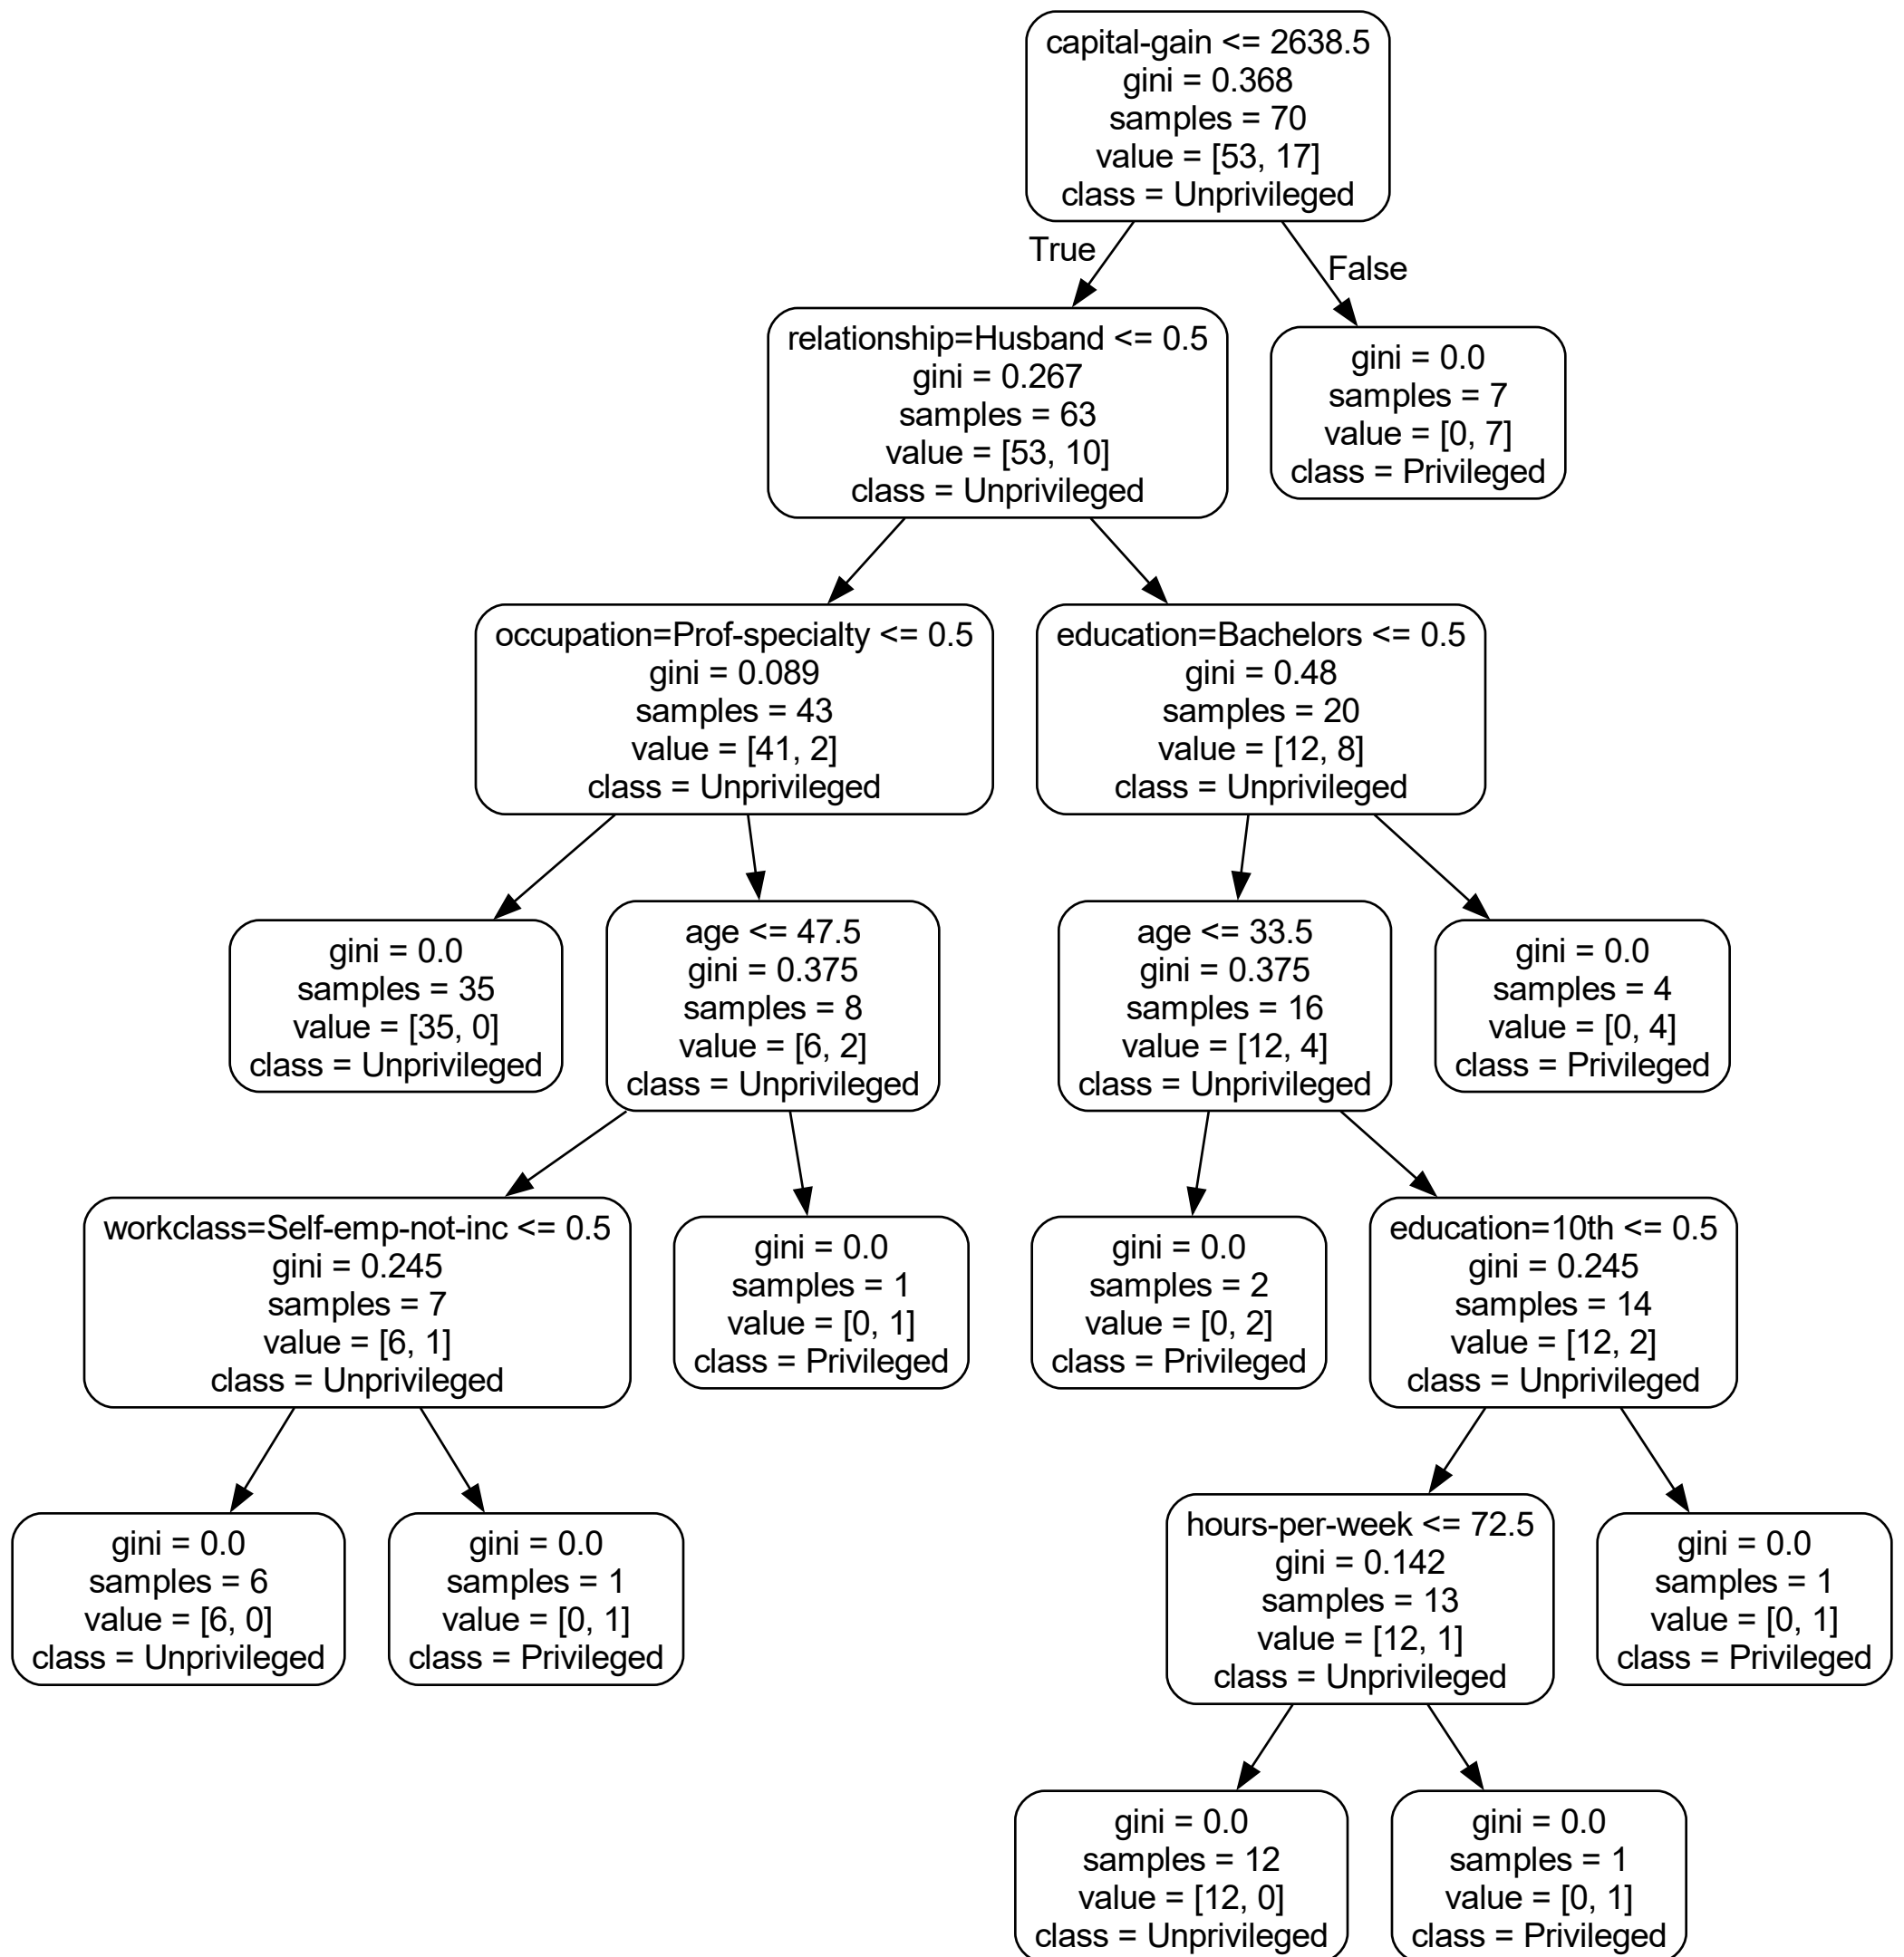 capital-gain <= 2638.5
gini = 0.368
samples = 70
value = [53, 17]
class = Unprivileged
True
False
relationship=Husband <= 0.5
gini = 0.267
samples = 63
value = [53, 10]
class = Unprivileged
gini = 0.0
samples = 7
value = [0, 7]
class = Privileged
occupation=Prof-specialty <= 0.5
gini = 0.089
samples = 43
value = [41, 2]
class = Unprivileged
education=Bachelors <= 0.5
gini = 0.48
samples = 20
value = [12, 8]
class = Unprivileged
gini = 0.0
samples = 35
value = [35, 0]
class = Unprivileged
age <= 47.5
gini = 0.375
samples = 8
value = [6, 2]
class = Unprivileged
age <= 33.5
gini = 0.375
samples = 16
value = [12, 4]
class = Unprivileged
gini = 0.0
samples = 4
value = [0, 4]
class = Privileged
workclass=Self-emp-not-inc <= 0.5
gini = 0.245
samples = 7
value = [6, 1]
class = Unprivileged
gini = 0.0
samples = 1
value = [0, 1]
class = Privileged
gini = 0.0
samples = 2
value = [0, 2]
class = Privileged
education=10th <= 0.5
gini = 0.245
samples = 14
value = [12, 2]
class = Unprivileged
gini = 0.0
samples = 6
value = [6, 0]
class = Unprivileged
gini = 0.0
samples = 1
value = [0, 1]
class = Privileged
hours-per-week <= 72.5
gini = 0.142
samples = 13
value = [12, 1]
class = Unprivileged
gini = 0.0
samples = 1
value = [0, 1]
class = Privileged
gini = 0.0
samples = 12
value = [12, 0]
class = Unprivileged
gini = 0.0
samples = 1
value = [0, 1]
class = Privileged